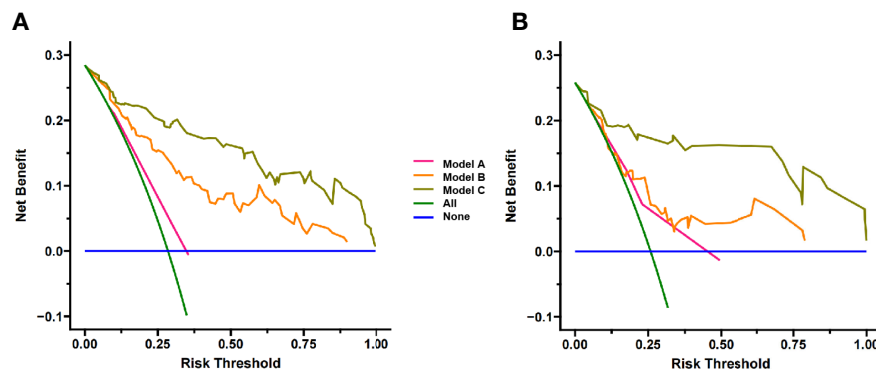 A
Net Benefit
0.3
0.2
0.1
0.0
−0.1
0.00
0.25
0.50
0.75
1.00
Risk Threshold
Model A
Model B
Model C
All
None
B
Net Benefit
0.3
0.2
0.1
0.0
−0.1
0.00
0.25
0.50
0.75
1.00
Risk Threshold